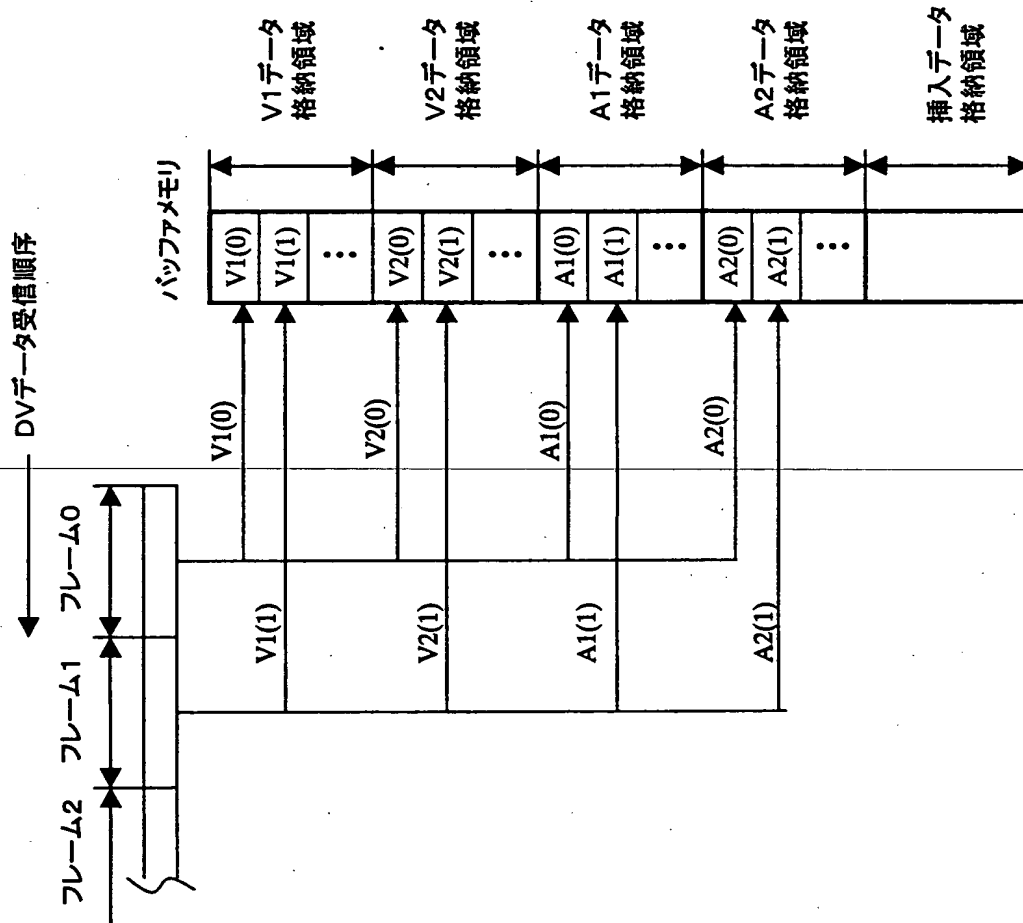 DVデータ受信順序
フレーム2
フレーム1
フレーム0
バッファメモリ
V1(0)
V1(1)
V2(0)
V2(1)
A1(0)
A1(1)
A2(0)
A2(1)
V1(0)
V1(1)
⋯
V2(0)
V2(1)
⋯
A1(0)
A1(1)
⋯
A2(0)
A2(1)
⋯
V1データ
格納領域
V2データ
格納領域
A1データ
格納領域
A2データ
格納領域
挿入データ
格納領域